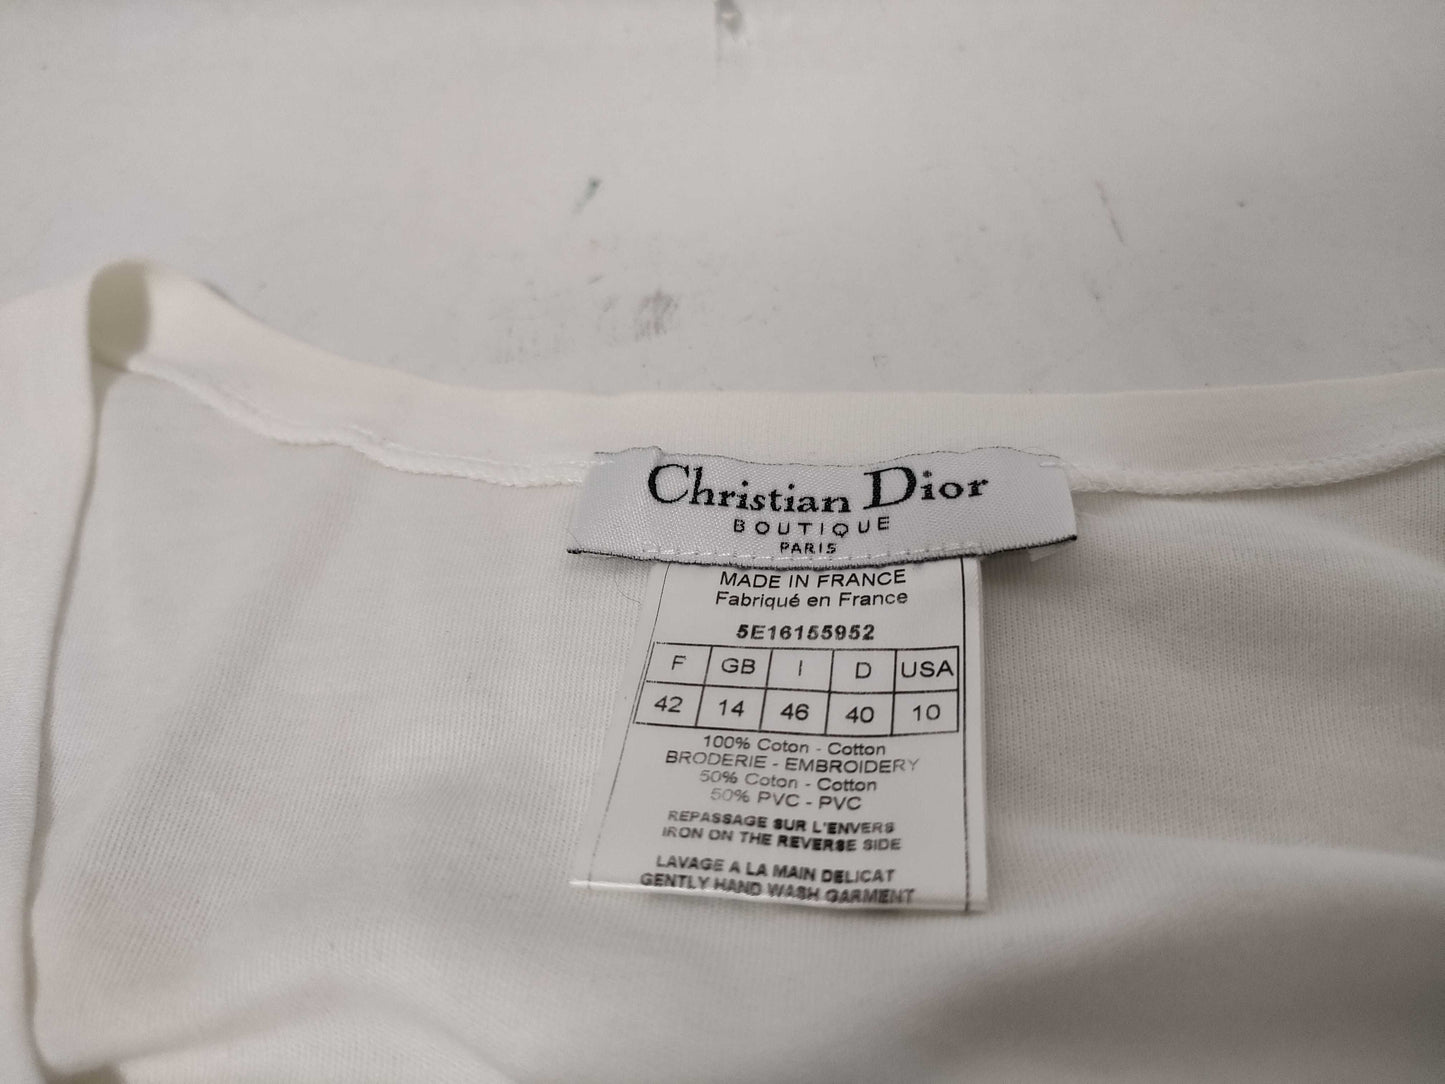 Christian Dior
BOUTIQUE
PARIS
MADE IN FRANCE
Fabriqué en France
5E16155952
F GB I D USA
42 14 46 40 10
100% Coton - Cotton
BRODERIE - EMBROIDERY
50% Coton - Cotton
50% PVC - PVC
REPASSAGE SUR L'ENVERS
IRON ON THE REVERSE SIDE
LAVAGE A LA MAIN DELICAT
GENTLY HAND WASH GARMENT